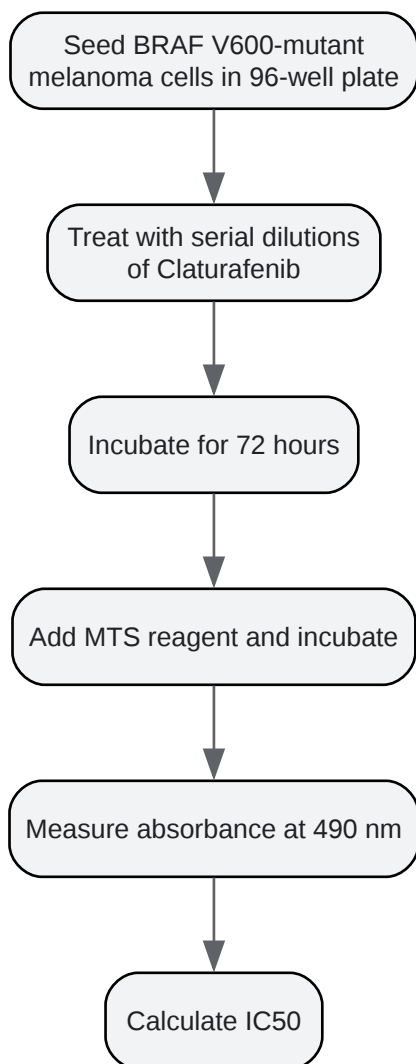 Seed BRAF V600-mutant
melanoma cells in 96-well plate
Treat with serial dilutions
of Claturafenib
Incubate for 72 hours
Add MTS reagent and incubate
Measure absorbance at 490 nm
Calculate IC50